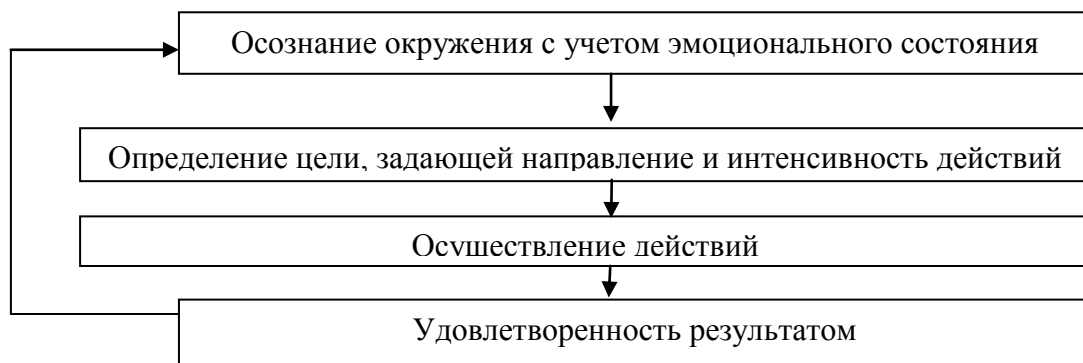 Осознание окружения с учетом эмоционального состояния
Определение цели, задающей направление и интенсивность действий
Осуществление действий
Удовлетворенность результатом